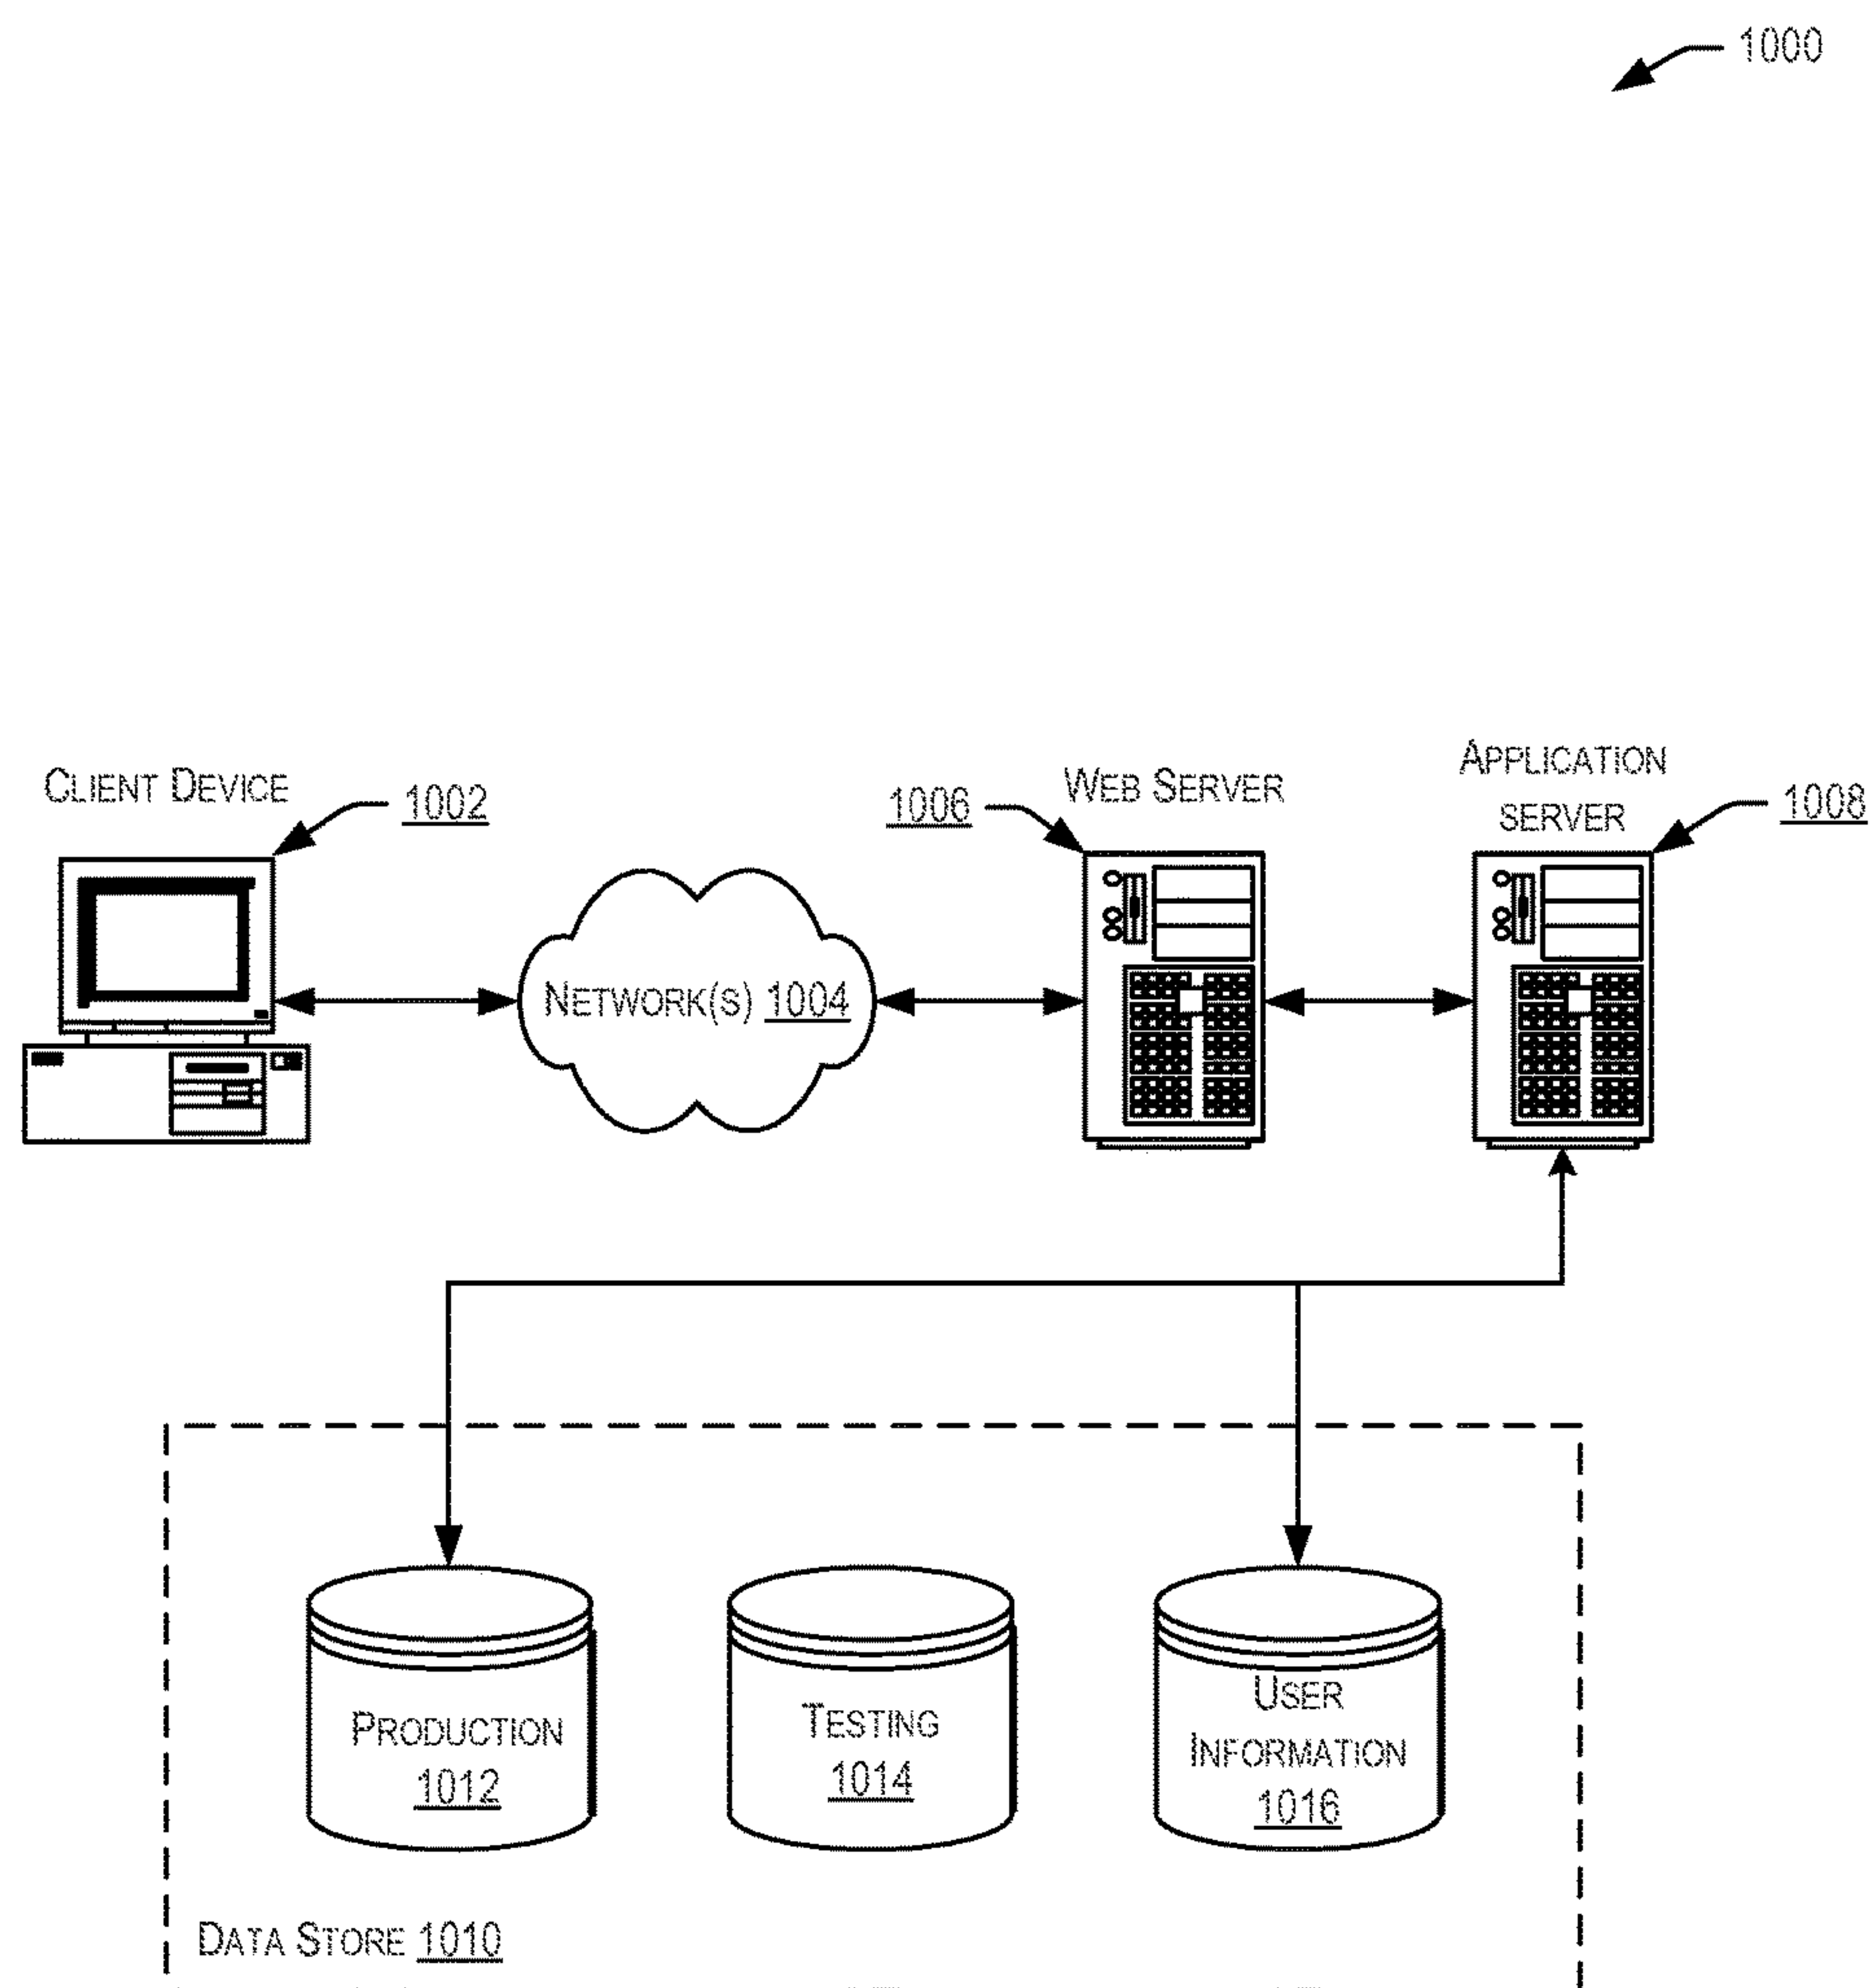 1000
CLIENT DEVICE
1002
1006
WEB SERVER
APPLICATION
SERVER
1008
NETWORK(S) 1004
PRODUCTION
1012
TESTING
1014
USER
INFORMATION
1016
DATA STORE 1010